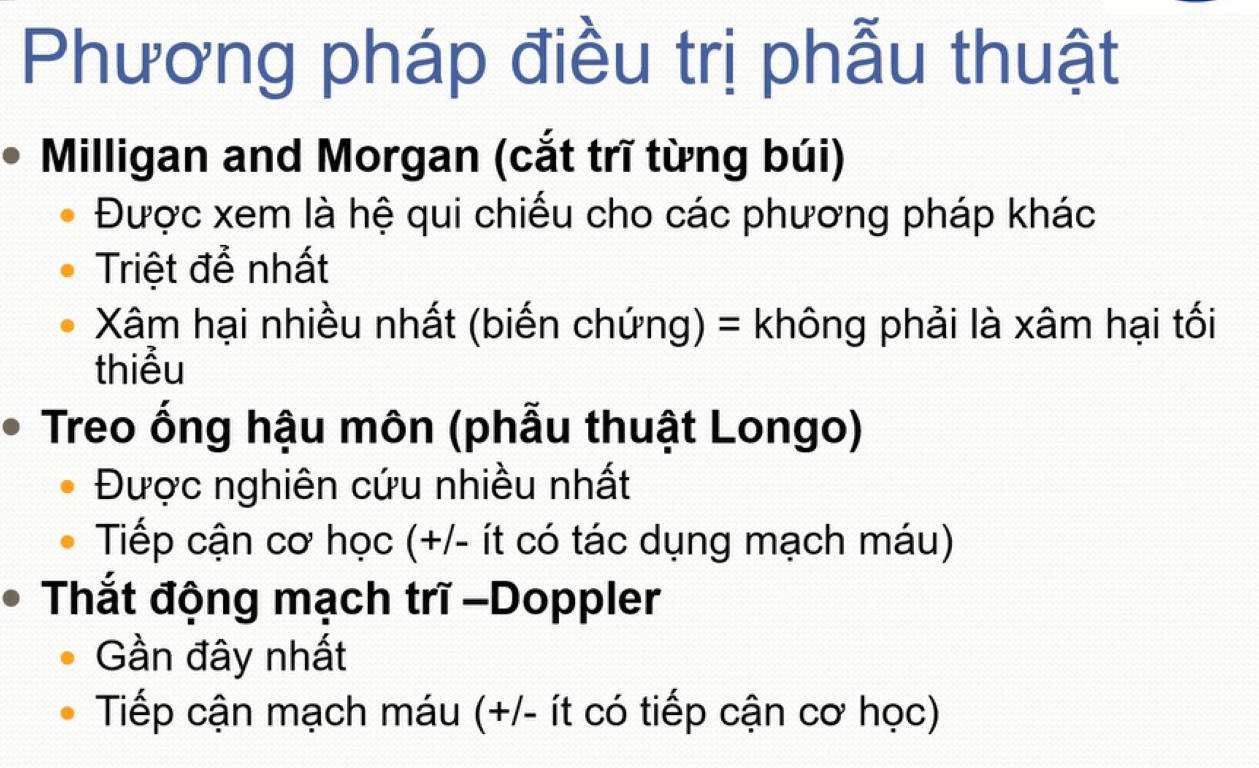 Phương pháp điều trị phẫu thuật
• Milligan and Morgan (cắt trĩ từng búi)
• Được xem là hệ qui chiếu cho các phương pháp khác
• Triệt để nhất
• Xâm hại nhiều nhất (biến chứng) = không phải là xâm hại tối
thiểu
• Treo ống hậu môn (phẫu thuật Longo)
• Được nghiên cứu nhiều nhất
• Tiếp cận cơ học (+/- ít có tác dụng mạch máu)
• Thắt động mạch trĩ –Doppler
• Gần đây nhất
• Tiếp cận mạch máu (+/- ít có tiếp cận cơ học)